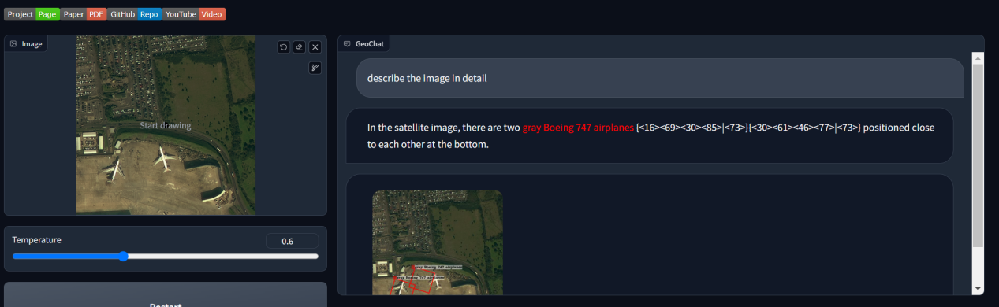 Project Page Paper PDF GitHub Repo YouTube Video
Image
Start drawing
Temperature
0.6
Restart
GeoChat
describe the image in detail
In the satellite image, there are two gray Boeing 747 airplanes {<16><69><30><85>|<73>}{<30><61><46><77>|<73>} positioned close
to each other at the bottom.
gray Boeing 747 airplanes
gray Boeing 747 airplanes